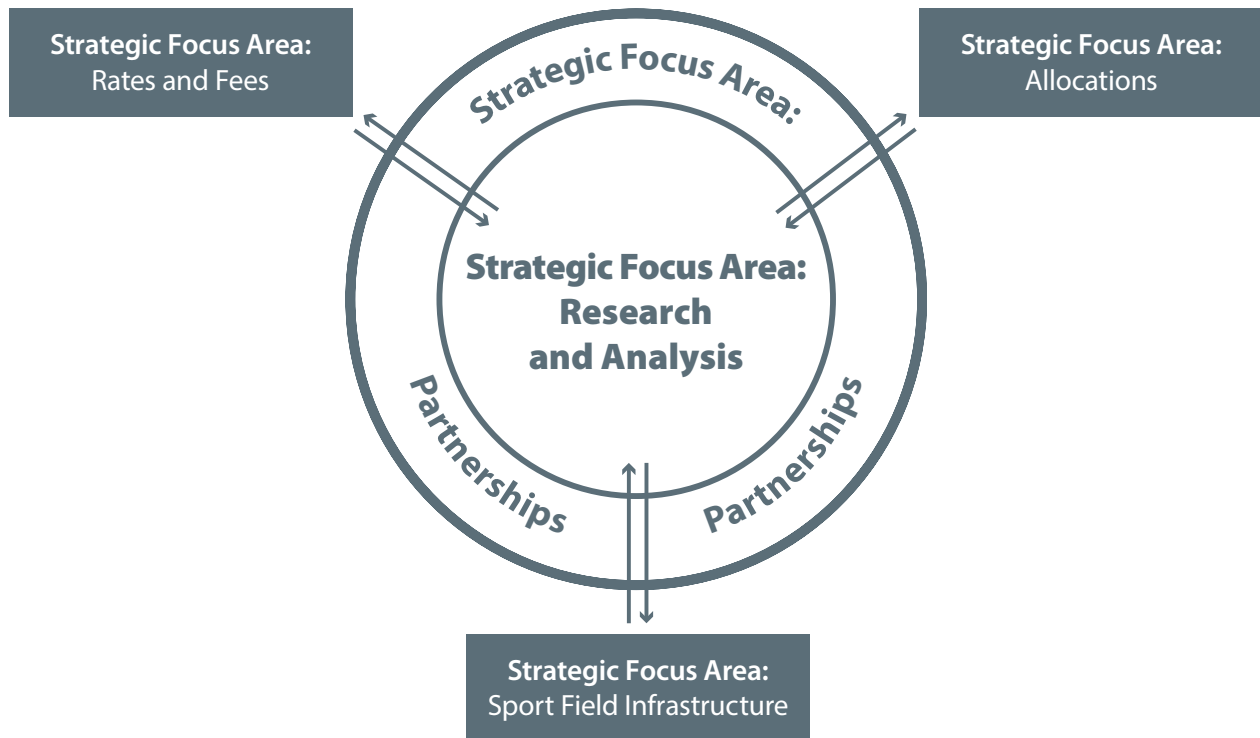 Strategic Focus Area:
Rates and Fees
Strategic Focus Area:
Strategic Focus Area:
Allocations
Strategic Focus Area:
Research
and Analysis
Partnerships
Partnerships
Strategic Focus Area:
Sport Field Infrastructure